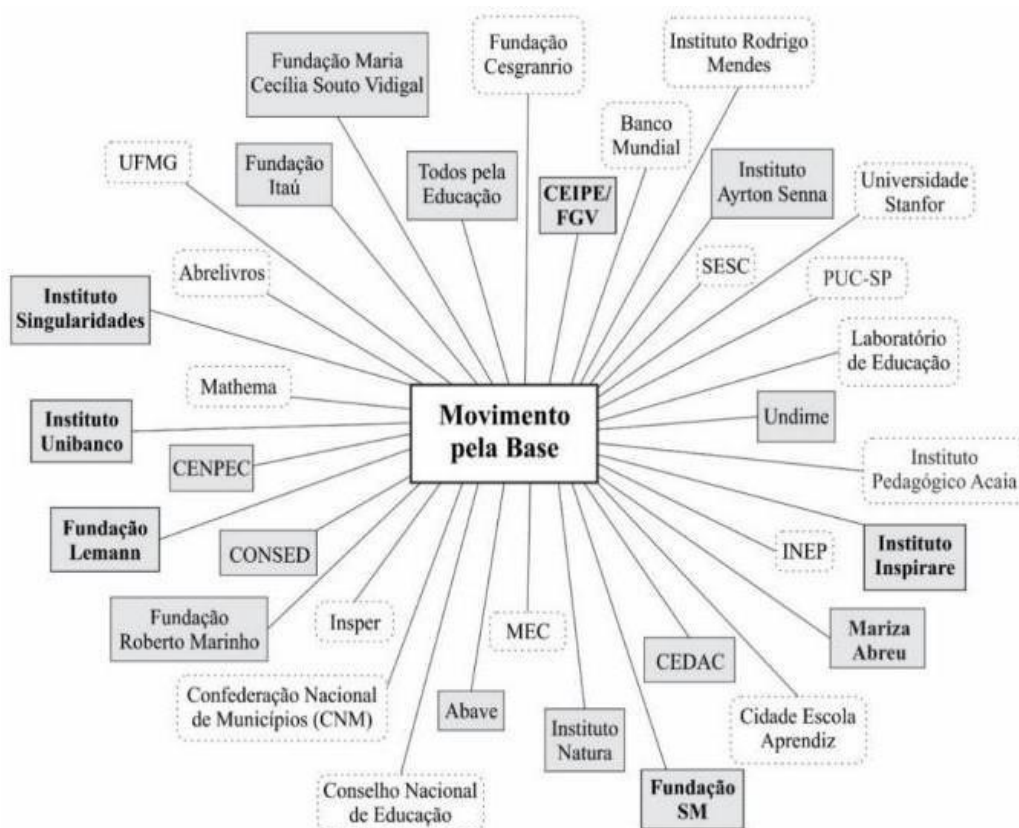 Fundação Maria
Cecília Souto Vidigal
Fundação
Cesgranrio
Instituto Rodrigo
Mendes
UFMG
Fundação
Itaú
Todos pela
Educação
CEIPE/
FGV
Banco
Mundial
Instituto
Ayrton Senna
Universidade
Stanfor
Abrelivros
SESC
PUC-SP
Instituto
Singularidades
Laboratório
de Educação
Mathema
Movimento
pela Base
Undime
Instituto
Unibanco
CENPEC
Instituto
Pedagógico Acaia
Fundação
Lemann
CONSED
INEP
Instituto
Inspirare
Fundação
Roberto Marinho
Insper
MEC
CEDAC
Mariza
Abreu
Confederação Nacional
de Municípios (CNM)
Abave
Instituto
Natura
Cidade Escola
Aprendiz
Conselho Nacional
de Educação
Fundação
SM